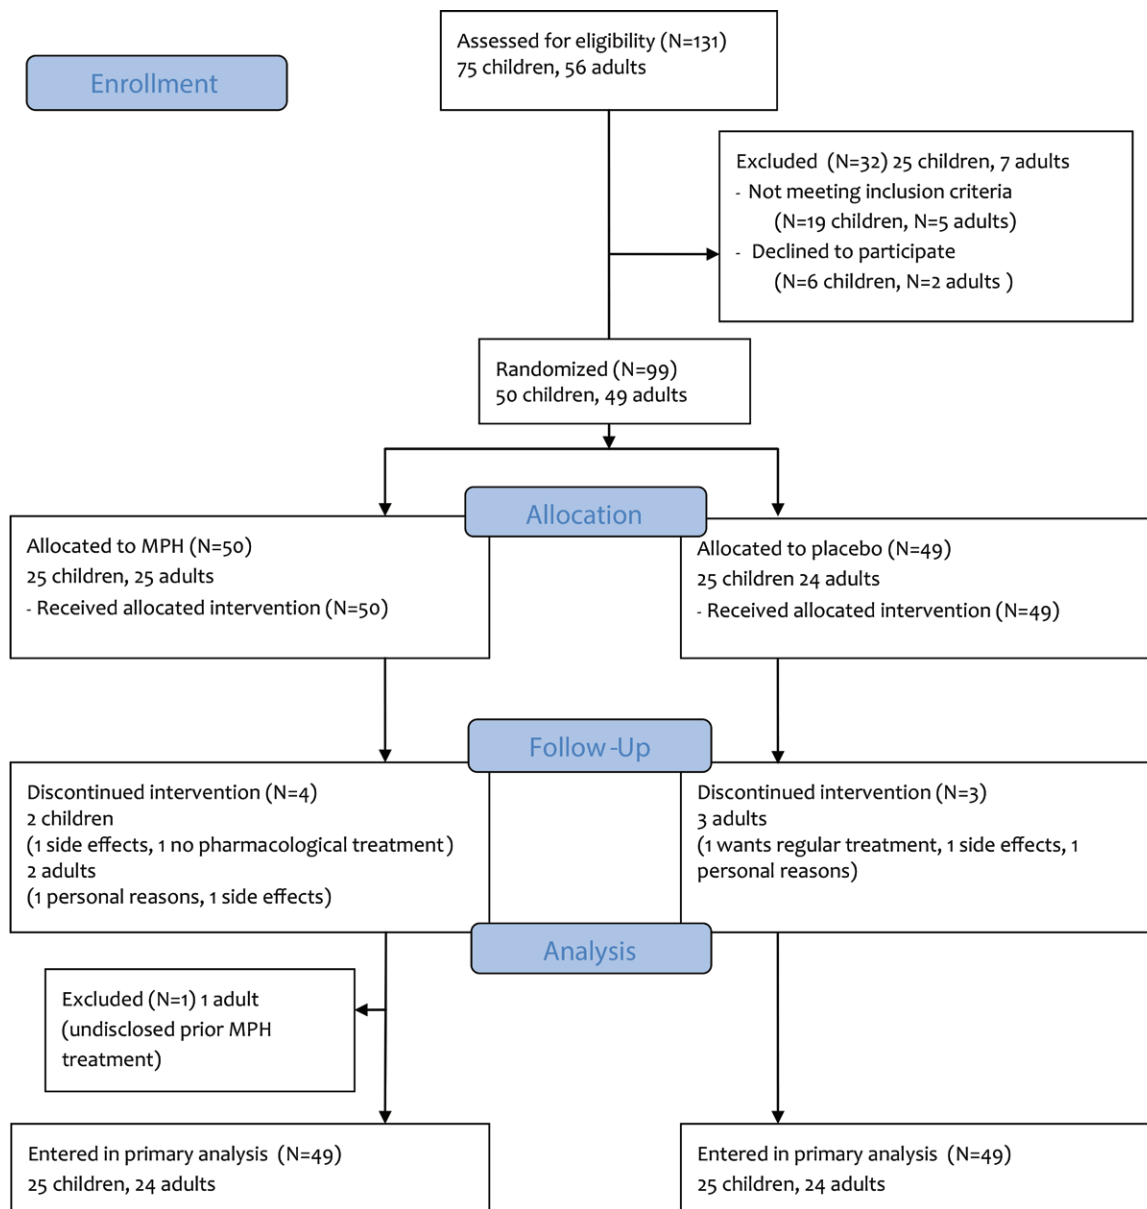 Assessed for eligibility (N=131)
75 children, 56 adults
Enrollment
Excluded (N=32) 25 children, 7 adults
- Not meeting inclusion criteria
(N=19 children, N=5 adults)
- Declined to participate
(N=6 children, N=2 adults )
Randomized (N=99)
50 children, 49 adults
Allocation
Allocated to MPH (N=50)
25 children, 25 adults
- Received allocated intervention (N=50)
Allocated to placebo (N=49)
25 children 24 adults
- Received allocated intervention (N=49)
Follow-Up
Discontinued intervention (N=4)
2 children
(1 side effects, 1 no pharmacological treatment)
2 adults
(1 personal reasons, 1 side effects)
Discontinued intervention (N=3)
3 adults
(1 wants regular treatment, 1 side effects, 1
personal reasons)
Analysis
Excluded (N=1) 1 adult
(undisclosed prior MPH
treatment)
Entered in primary analysis (N=49)
25 children, 24 adults
Entered in primary analysis (N=49)
25 children, 24 adults